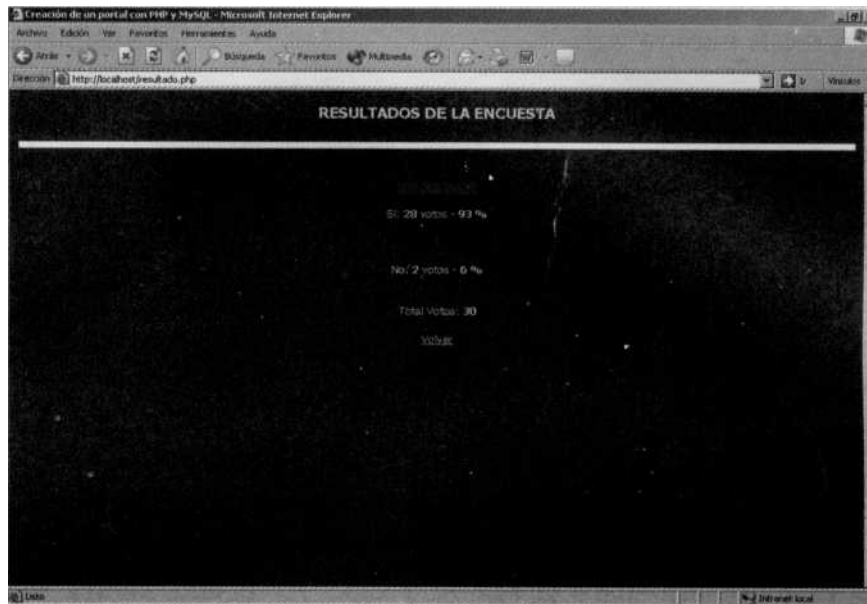 Creación de un portal con PHP y MySQL - Microsoft Internet Explorer
Archivo Edición Ver Favoritos Herramientas Ayuda
Atrás Búsqueda Favoritos Multimedia
Dirección http://localhost/resultado.php Ir Vínculos
RESULTADOS DE LA ENCUESTA
Sí: 28 votos - 93 %
No: 2 votos - 6 %
Total Votos: 30
Volver
Listo Intranet local